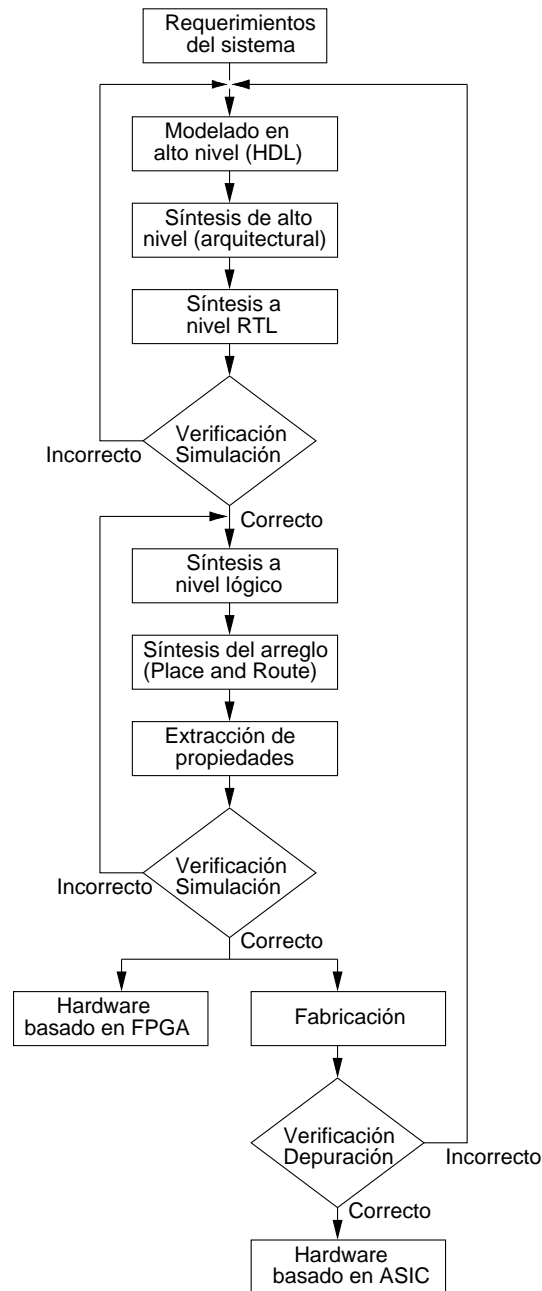 Requerimientos
del sistema
Modelado en
alto nivel (HDL)
Síntesis de alto
nivel (arquitectural)
Síntesis a
nivel RTL
Verificación
Simulación
Incorrecto
Correcto
Síntesis a
nivel lógico
Síntesis del arreglo
(Place and Route)
Extracción de
propiedades
Verificación
Simulación
Incorrecto
Correcto
Hardware
basado en FPGA
Fabricación
Verificación
Depuración
Incorrecto
Correcto
Hardware
basado en ASIC